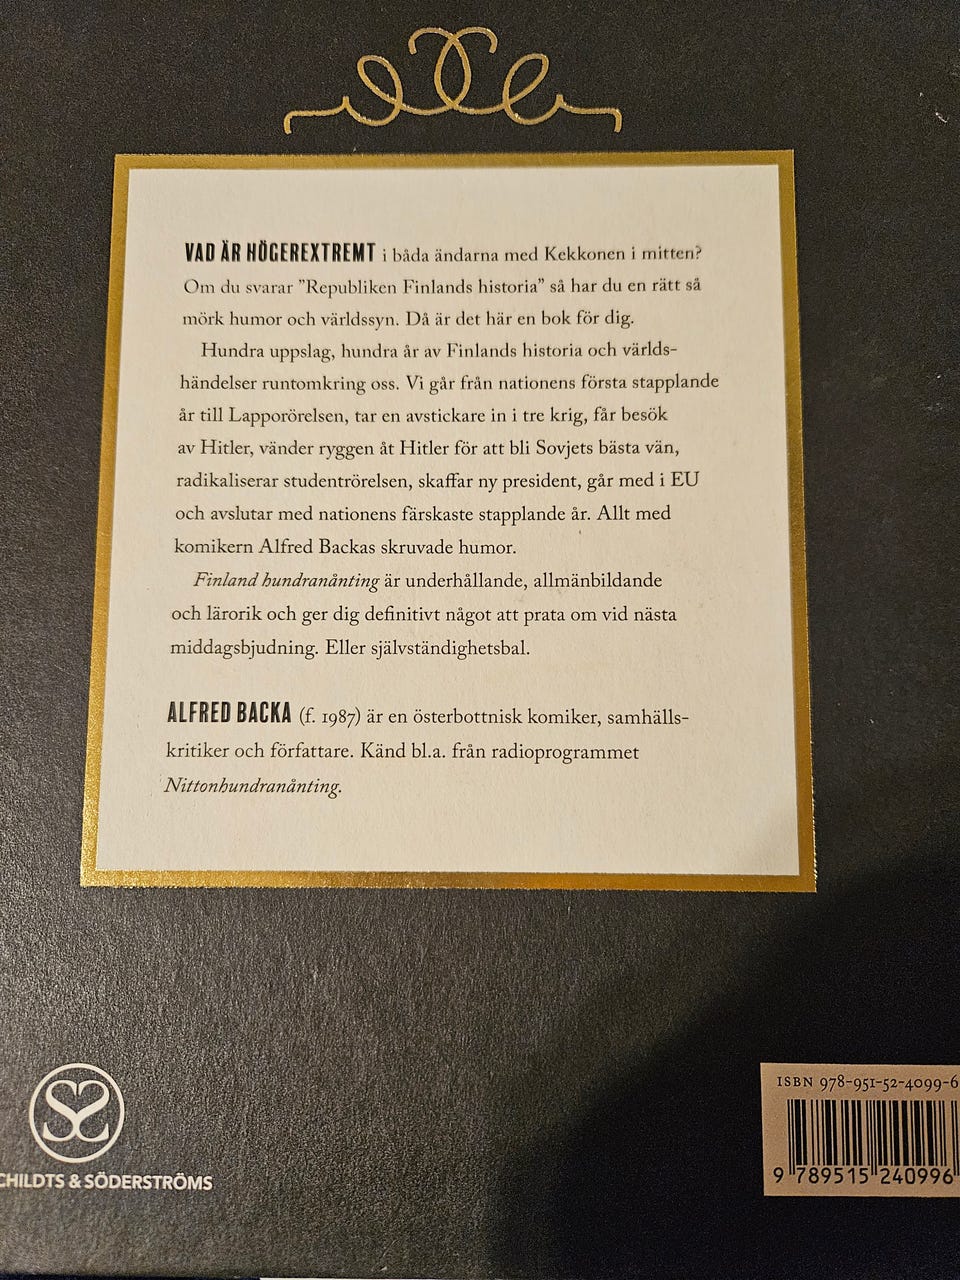 VAD ÄR HÖGEREXTREMT i båda ändarna med Kekkonen i mitten?
Om du svarar ”Republiken Finlands historia” så har du en rätt så
mörk humor och världssyn. Då är det här en bok för dig.
Hundra uppslag, hundra år av Finlands historia och världs-
händelser runtomkring oss. Vi går från nationens första stapplande
år till Lapporörelsen, tar en avstickare in i tre krig, får besök
av Hitler, vänder ryggen åt Hitler för att bli Sovjets bästa vän,
radikaliserar studentrörelsen, skaffar ny president, går med i EU
och avslutar med nationens färskaste stapplande år. Allt med
komikern Alfred Backas skruvade humor.
Finland hundranånting är underhållande, allmänbildande
och lärorik och ger dig definitivt något att prata om vid nästa
middagsbjudning. Eller självständighetsbal.
ALFRED BACKA (f. 1987) är en österbottnisk komiker, samhälls-
kritiker och författare. Känd bl.a. från radioprogrammet
Nittonhundranånting.
CHILDTS & SÖDERSTRÖMS
ISBN 978-951-52-4099-6
9 789515 240996